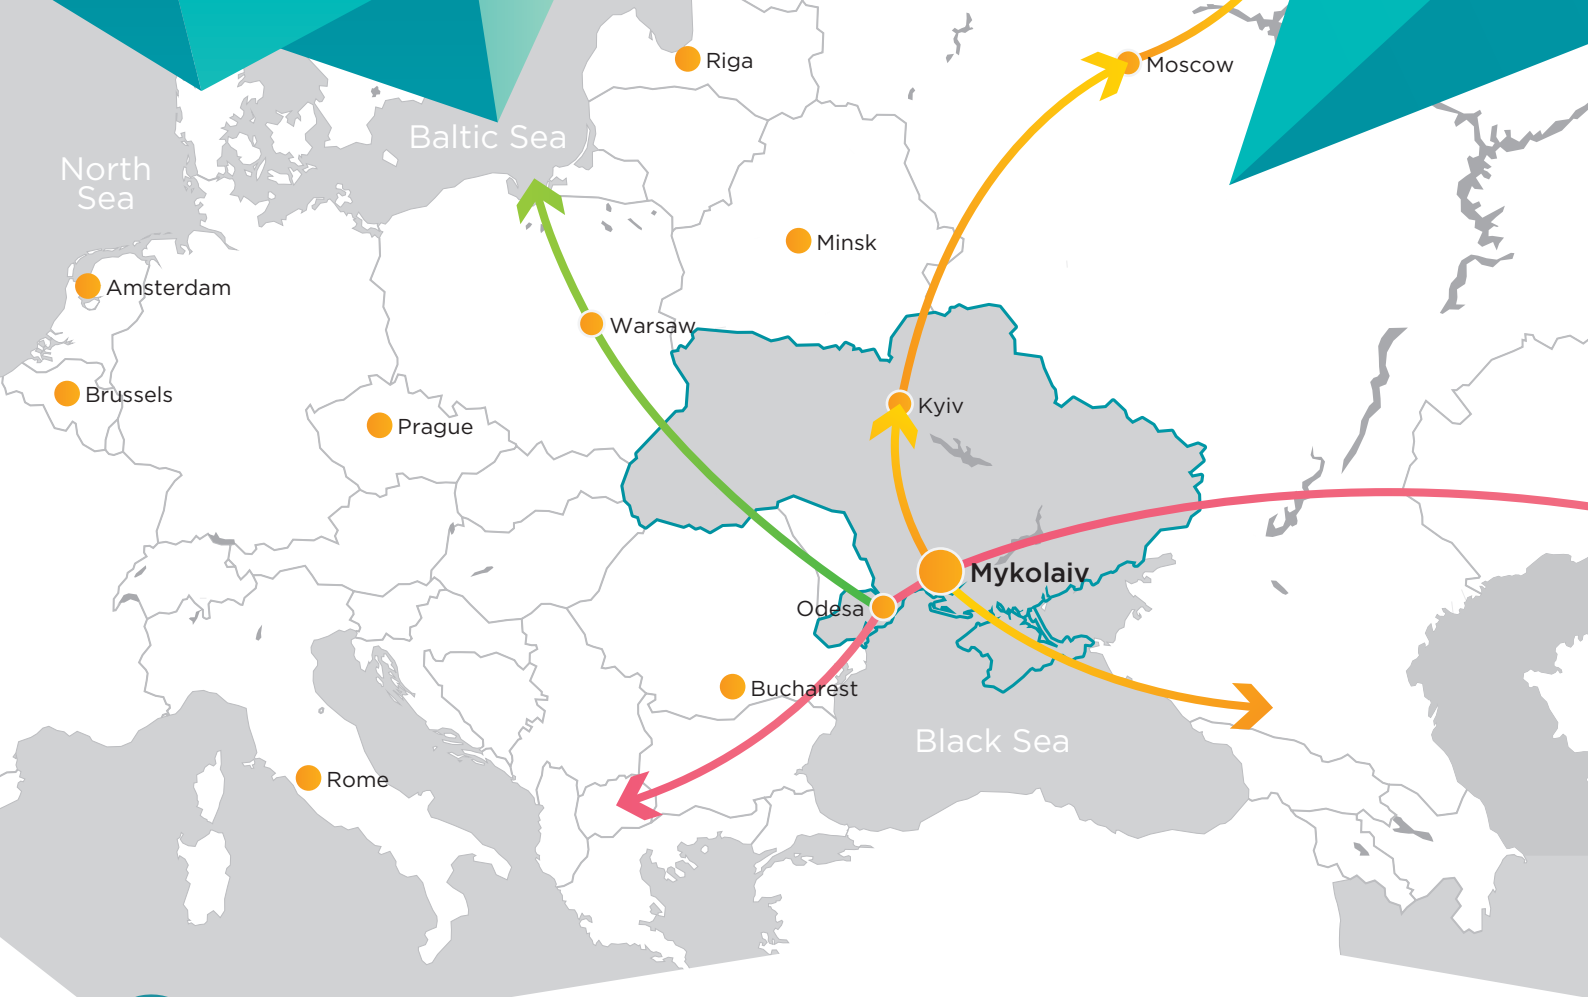 Riga
Moscow
Baltic Sea
North
Sea
Minsk
Amsterdam
Warsaw
Brussels
Kyiv
Prague
Mykolaiv
Odesa
Bucharest
Black Sea
Rome